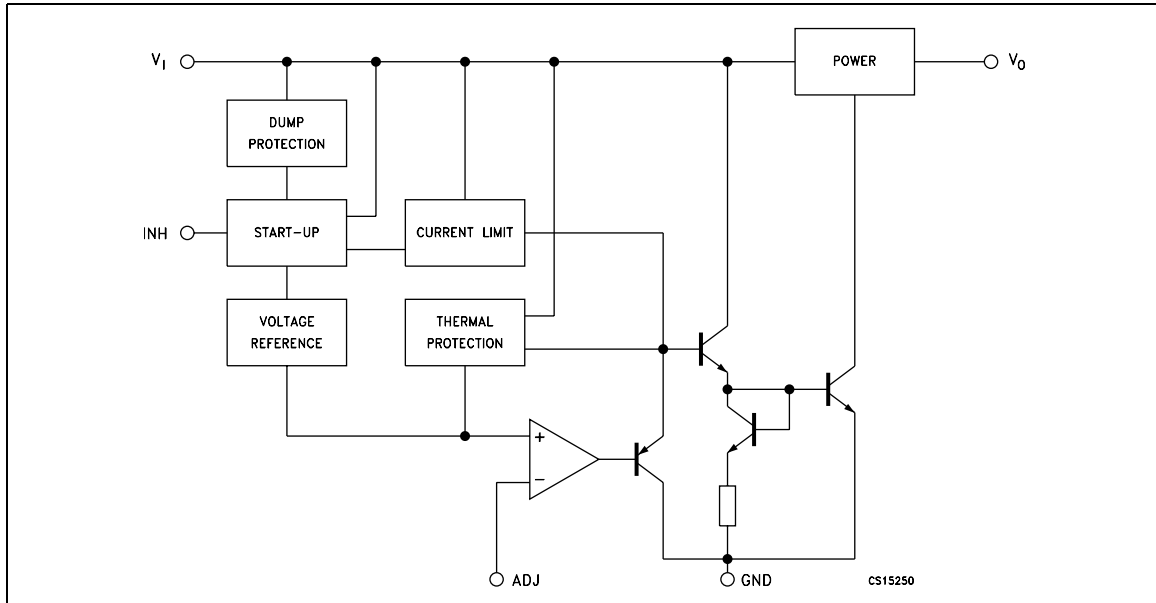 V_I
POWER
V_O
DUMP
PROTECTION
INH
START-UP
CURRENT LIMIT
VOLTAGE
REFERENCE
THERMAL
PROTECTION
+
−
ADJ
GND
CS15250